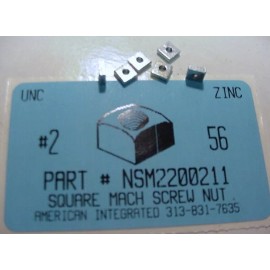 UNC ZINC
#2 56
PART # NSM2200211
SQUARE MACH SCREW NUT
AMERICAN INTEGRATED 313-831-7635